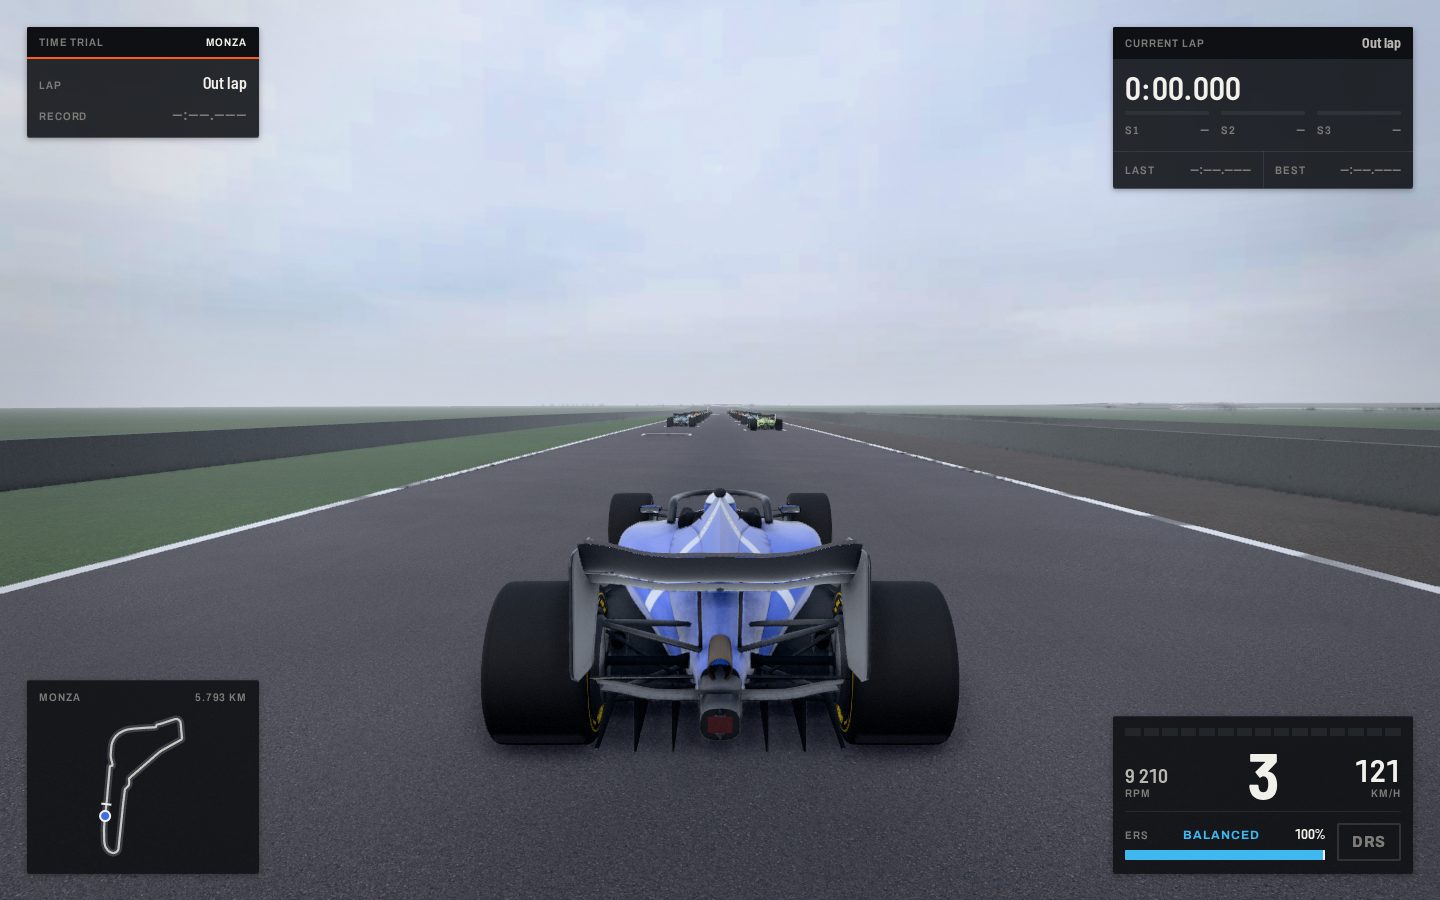 TIME TRIAL MONZA
LAP Out lap
RECORD –:––.–––
CURRENT LAP Out lap
0:00.000
S1 – S2 – S3 –
LAST –:––.––– BEST –:––.–––
MONZA 5.793 KM
9 210 RPM
3
121 KM/H
ERS BALANCED 100%
DRS